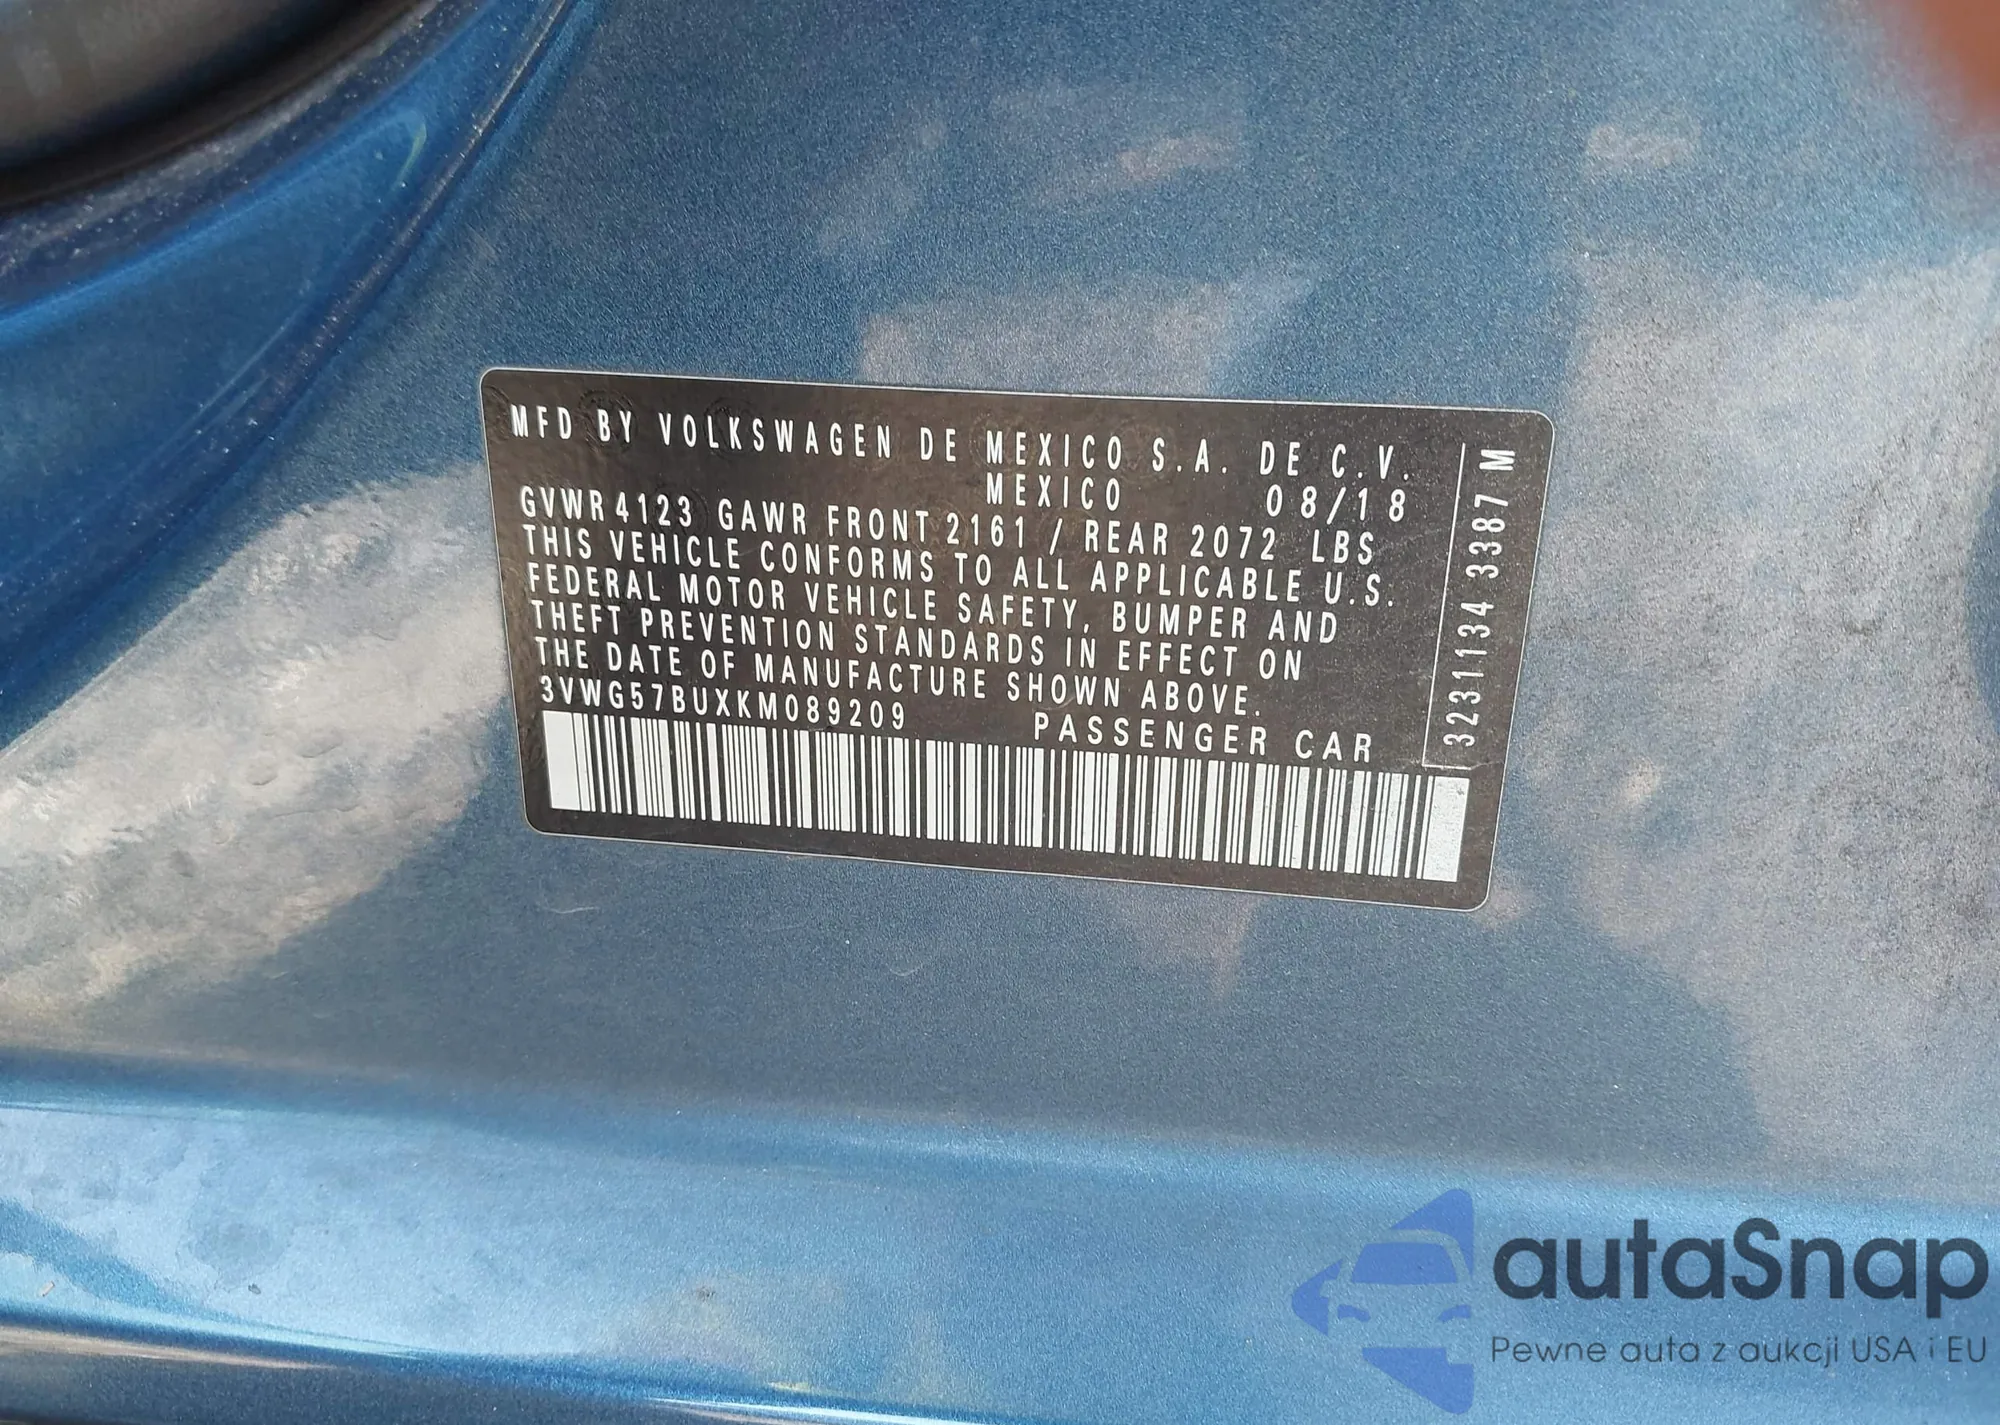 MFD BY VOLKSWAGEN DE MEXICO S.A. DE C.V.
MEXICO 08/18
GVWR 4123 GAWR FRONT 2161 / REAR 2072 LBS
THIS VEHICLE CONFORMS TO ALL APPLICABLE U.S.
FEDERAL MOTOR VEHICLE SAFETY, BUMPER AND
THEFT PREVENTION STANDARDS IN EFFECT ON
THE DATE OF MANUFACTURE SHOWN ABOVE.
3VWG57BUXKM089209 PASSENGER CAR
3231134 3387 M
autaSnap
Pewne auta z aukcji USA i EU